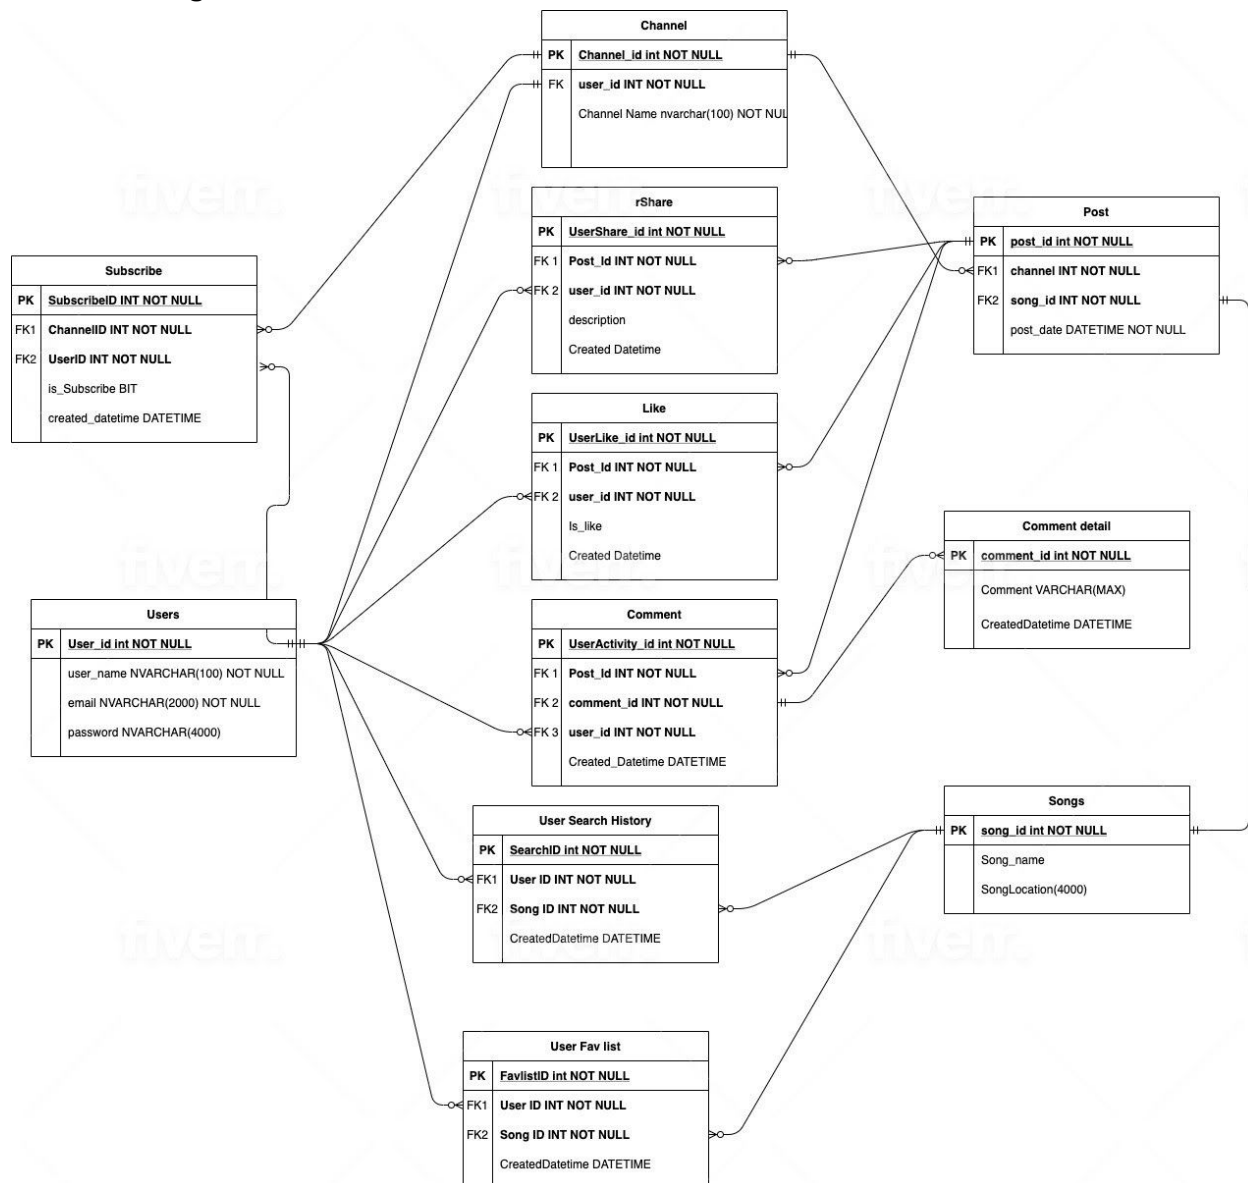 Channel
PK Channel_id int NOT NULL
FK user_id INT NOT NULL
Channel Name nvarchar(100) NOT NUL
rShare
PK UserShare_id int NOT NULL
FK 1 Post_Id INT NOT NULL
FK 2 user_id INT NOT NULL
description
Created Datetime
Post
PK post_id int NOT NULL
FK1 channel INT NOT NULL
FK2 song_id INT NOT NULL
post_date DATETIME NOT NULL
Subscribe
PK SubscribeID INT NOT NULL
FK1 ChannelID INT NOT NULL
FK2 UserID INT NOT NULL
is_Subscribe BIT
created_datetime DATETIME
Like
PK UserLike_id int NOT NULL
FK 1 Post_Id INT NOT NULL
FK 2 user_id INT NOT NULL
Is_like
Created Datetime
Comment detail
PK comment_id int NOT NULL
Comment VARCHAR(MAX)
CreatedDatetime DATETIME
Users
PK User_id int NOT NULL
user_name NVARCHAR(100) NOT NULL
email NVARCHAR(2000) NOT NULL
password NVARCHAR(4000)
Comment
PK UserActivity_id int NOT NULL
FK 1 Post_Id INT NOT NULL
FK 2 comment_id INT NOT NULL
FK 3 user_id INT NOT NULL
Created_Datetime DATETIME
User Search History
PK SearchID int NOT NULL
FK1 User ID INT NOT NULL
FK2 Song ID INT NOT NULL
CreatedDatetime DATETIME
Songs
PK song_id int NOT NULL
Song_name
SongLocation(4000)
User Fav list
PK FavlistID int NOT NULL
FK1 User ID INT NOT NULL
FK2 Song ID INT NOT NULL
CreatedDatetime DATETIME
fiverr.
fiverr.
fiverr.
fiverr.
fiverr.
fiverr.
fiverr.
fiverr.
fiverr.